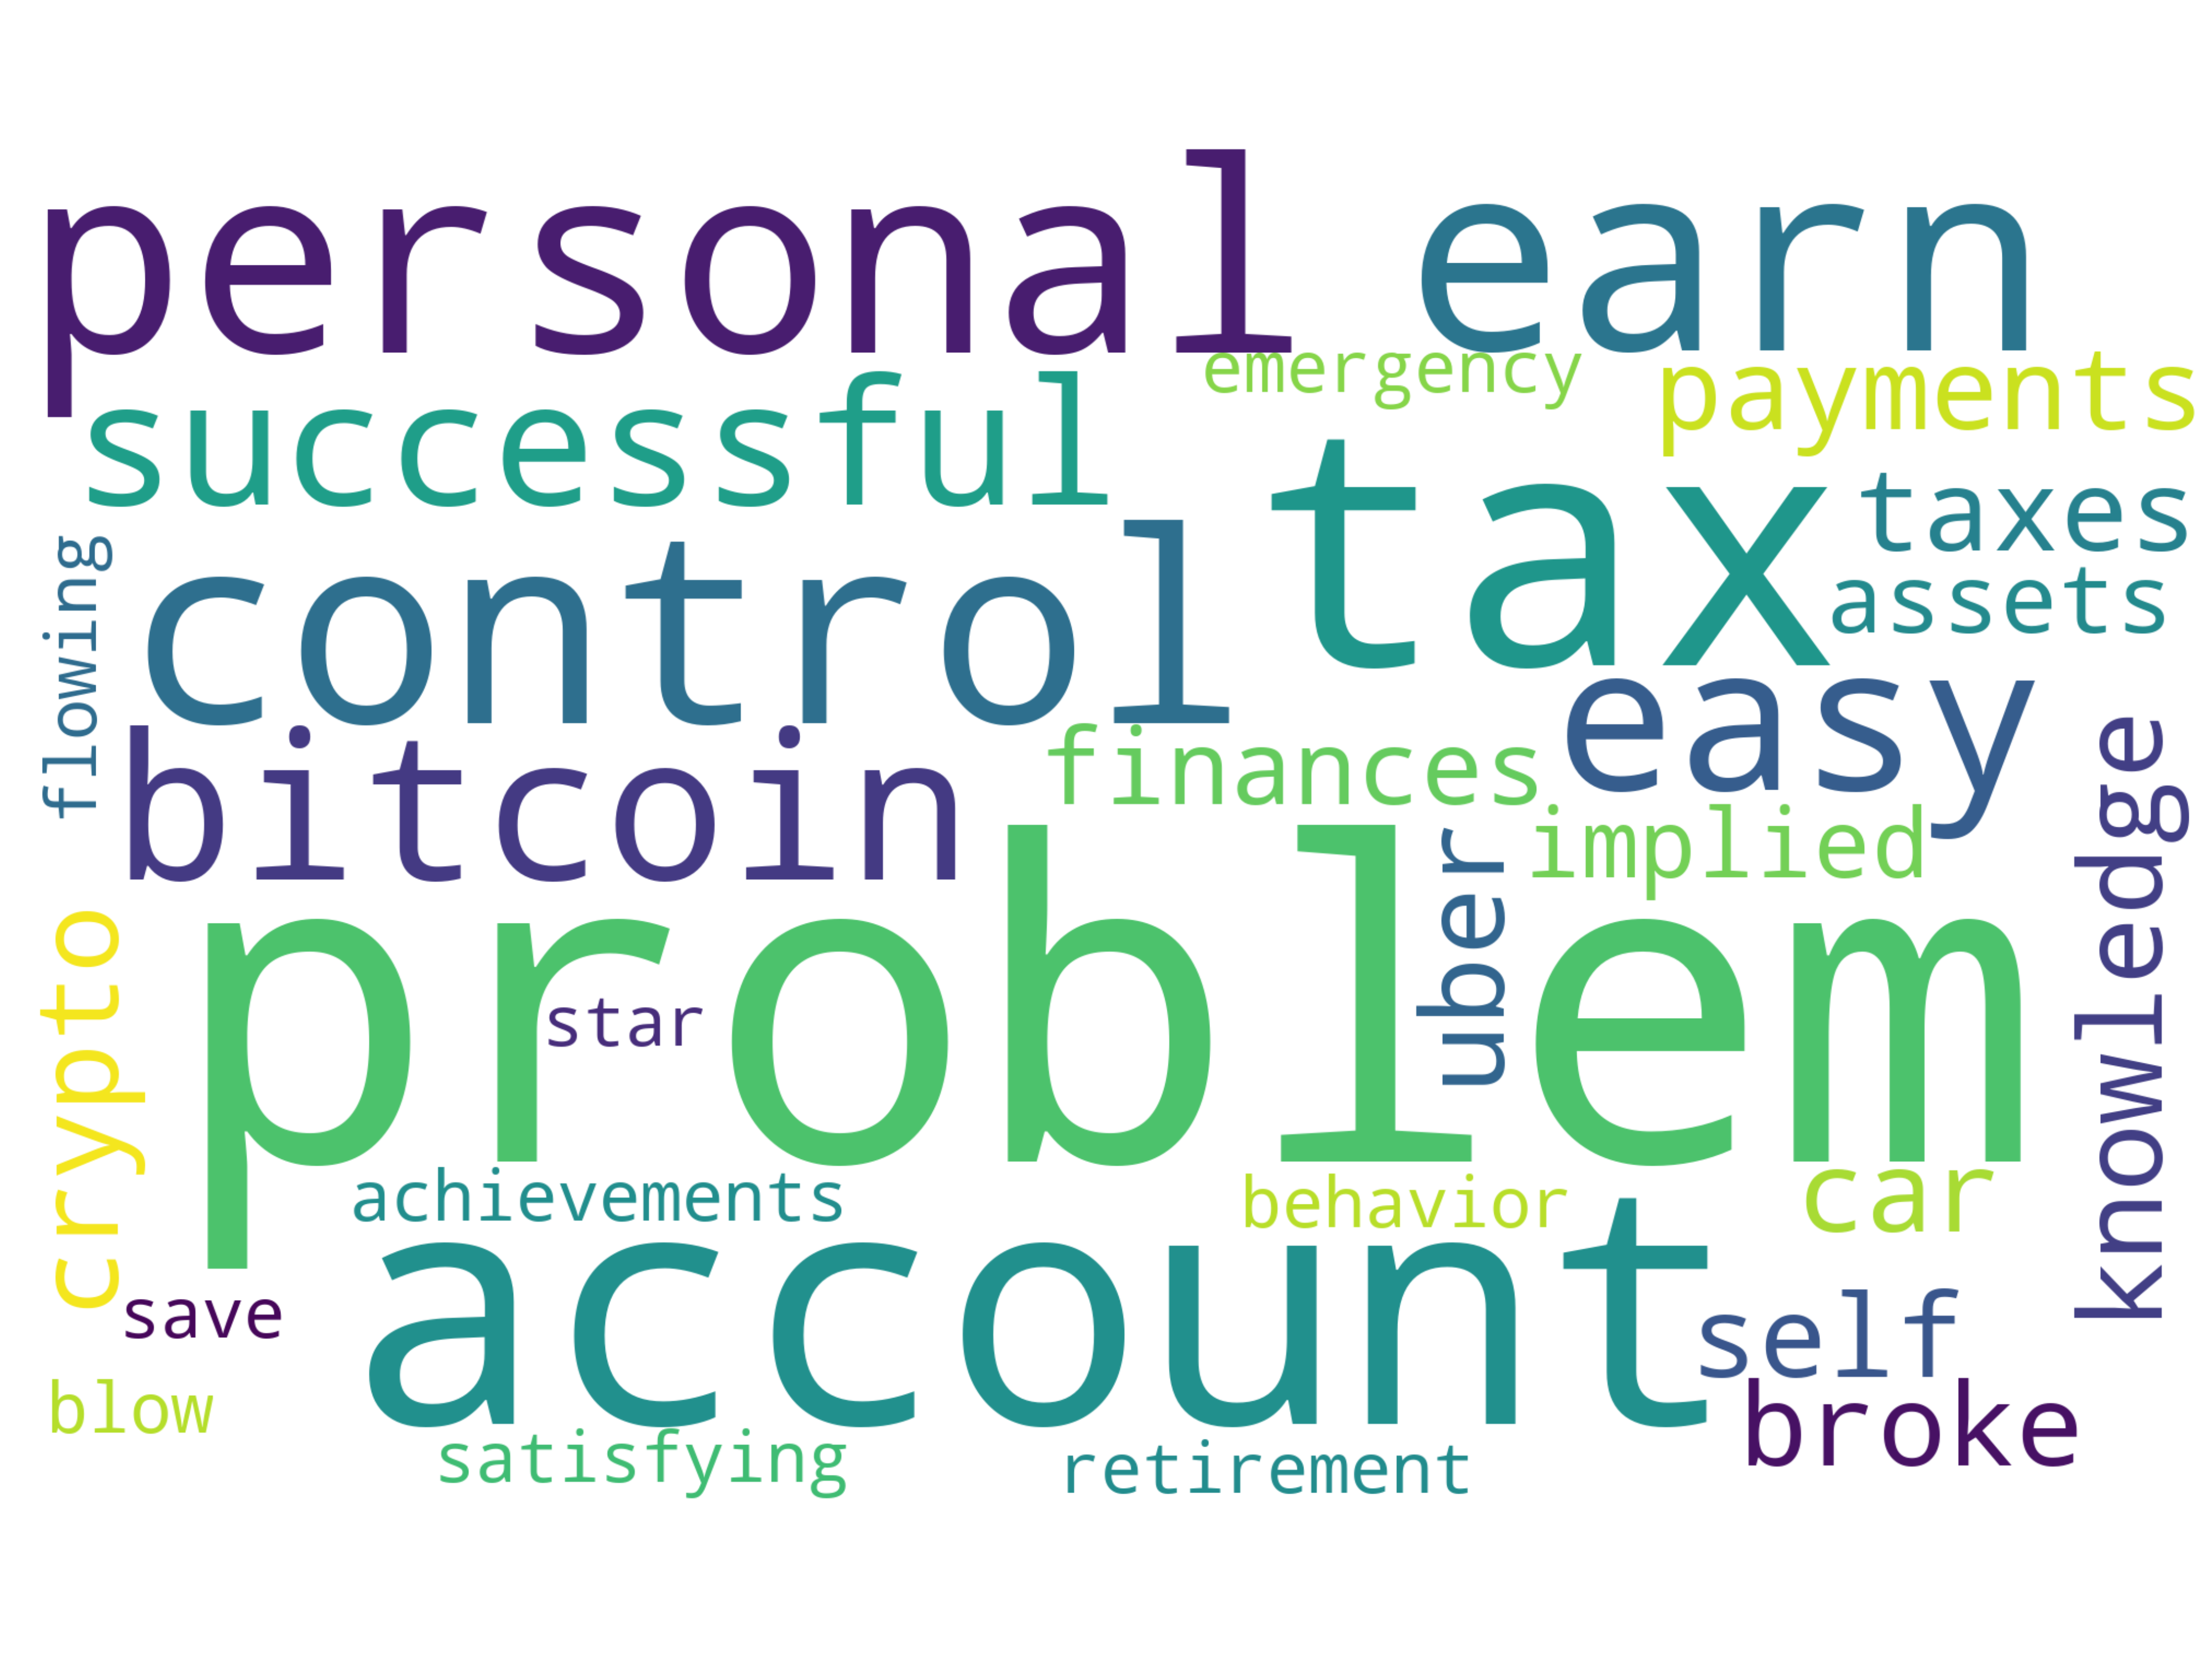 personal earn
emergency payments
successful
tax taxes
flowing
control assets
easy
bitcoin finances
knowledge
implied
uber
crypto
problem
star
achievements behavior car
save
account self
blow broke
satisfying retirement